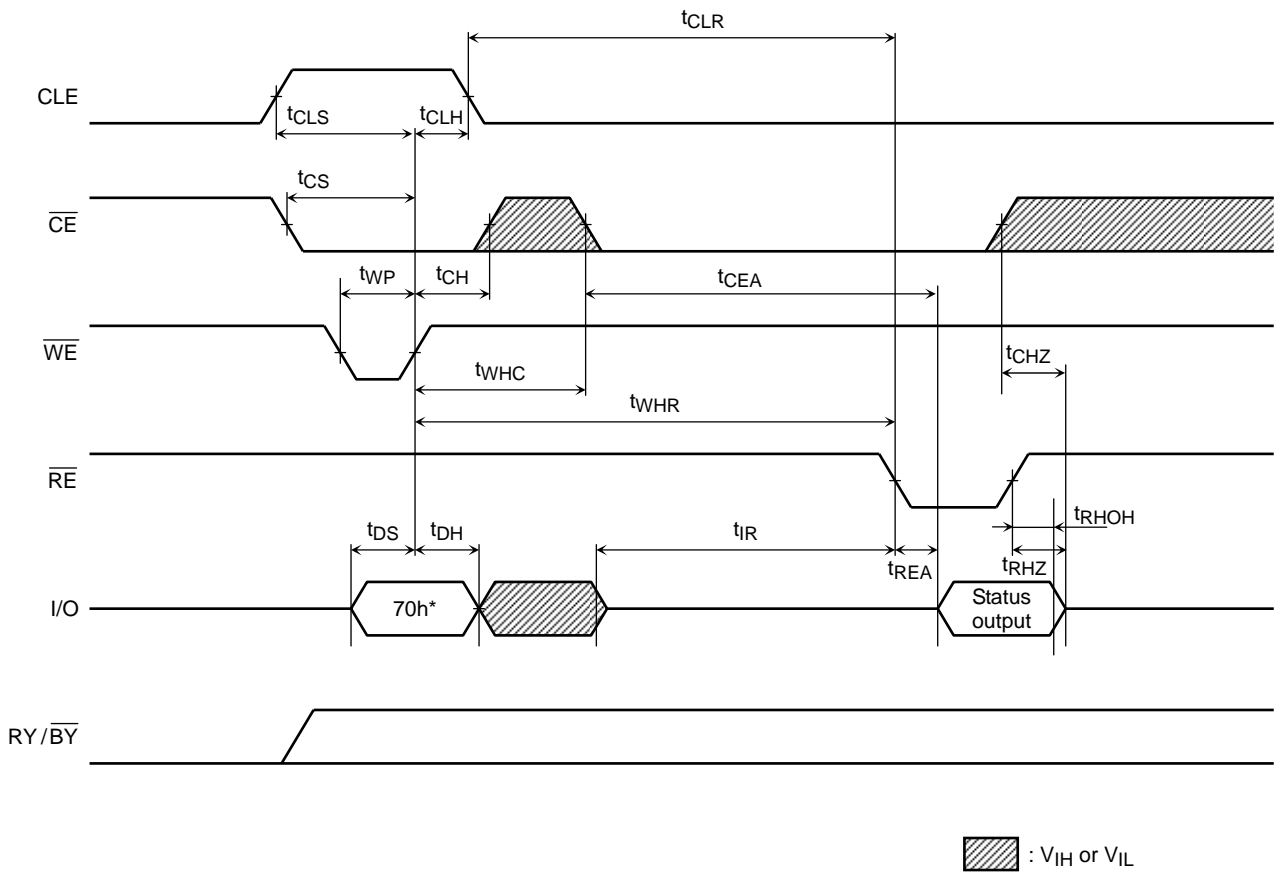 tCLR
CLE
tCLS
tCLH
tCS
CE
tWP
tCH
tCEA
WE
tCHZ
tWHC
tWHR
RE
tDS
tDH
tIR
tRHOH
tREA
tRHZ
I/O
70h*
Status
output
RY/BY
: VIH or VIL